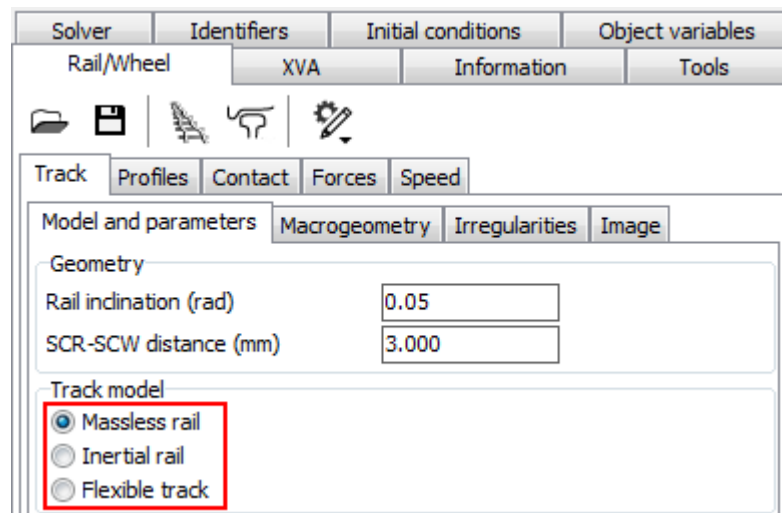 Solver Identifiers Initial conditions Object variables
Rail/Wheel XVA Information Tools
Track Profiles Contact Forces Speed
Model and parameters Macrogeometry Irregularities Image
Geometry
Rail inclination (rad) 0.05
SCR-SCW distance (mm) 3.000
Track model
Massless rail
Inertial rail
Flexible track